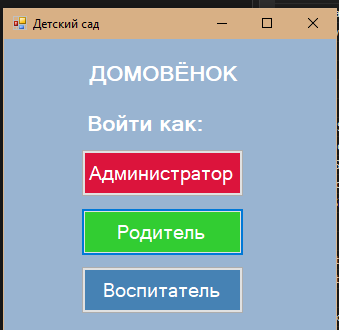 Детский сад
ДОМОВЁНОК
Войти как:
Администратор
Родитель
Воспитатель